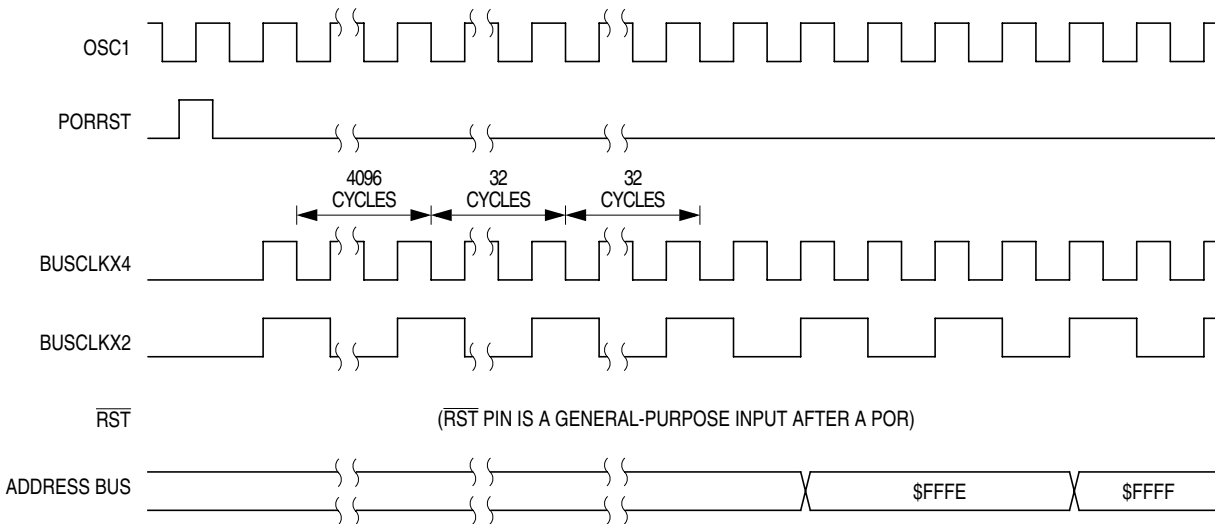 OSC1
PORRST
4096
CYCLES
32
CYCLES
32
CYCLES
BUSCLKX4
BUSCLKX2
RST
(RST PIN IS A GENERAL-PURPOSE INPUT AFTER A POR)
ADDRESS BUS
$FFFE
$FFFF